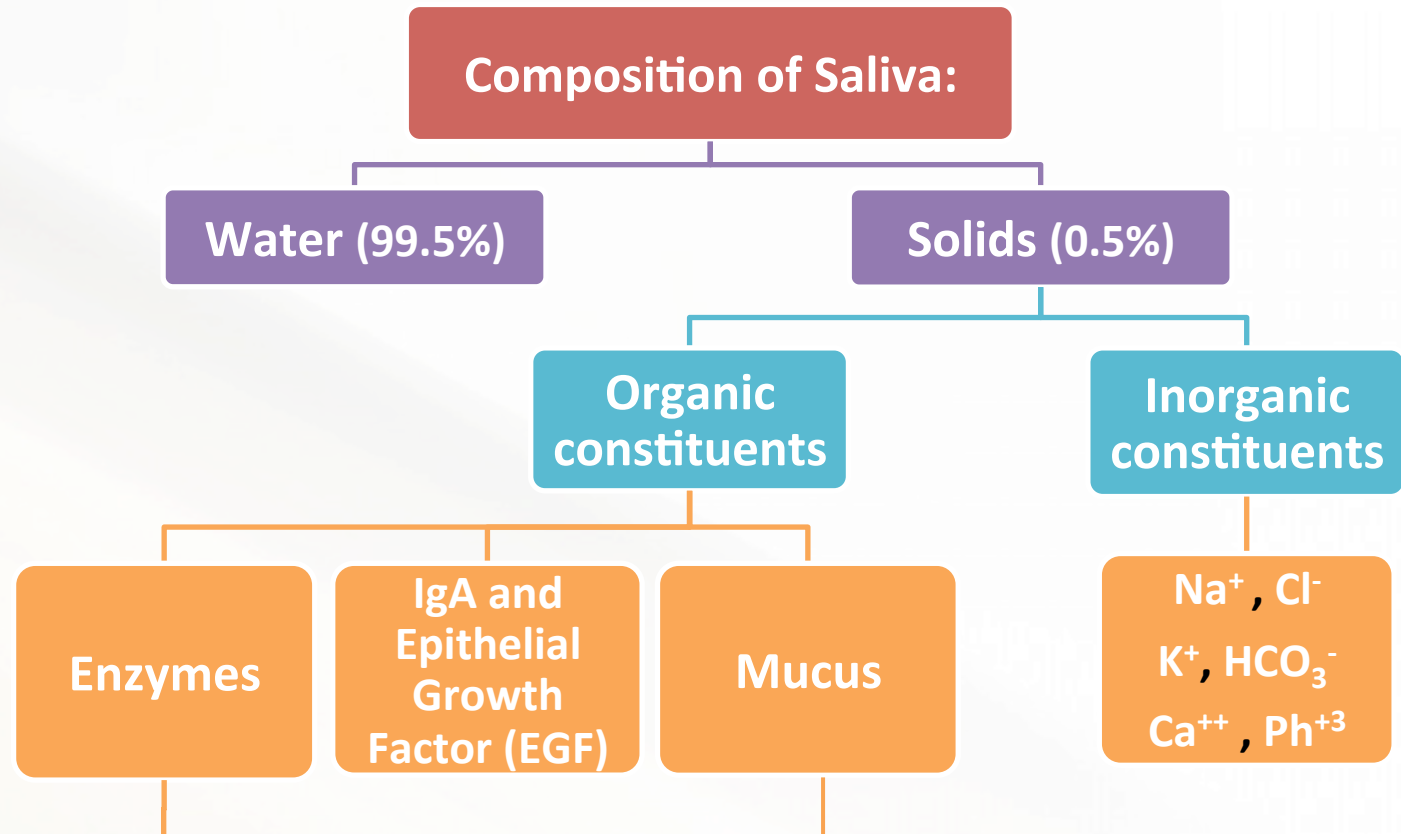 Composition of Saliva:
Water (99.5%)
Solids (0.5%)
Organic
constituents
Inorganic
constituents
Enzymes
IgA and
Epithelial
Growth
Factor (EGF)
Mucus
Na⁺ , Cl⁻
K⁺, HCO₃⁻
Ca⁺⁺ , Ph⁺³